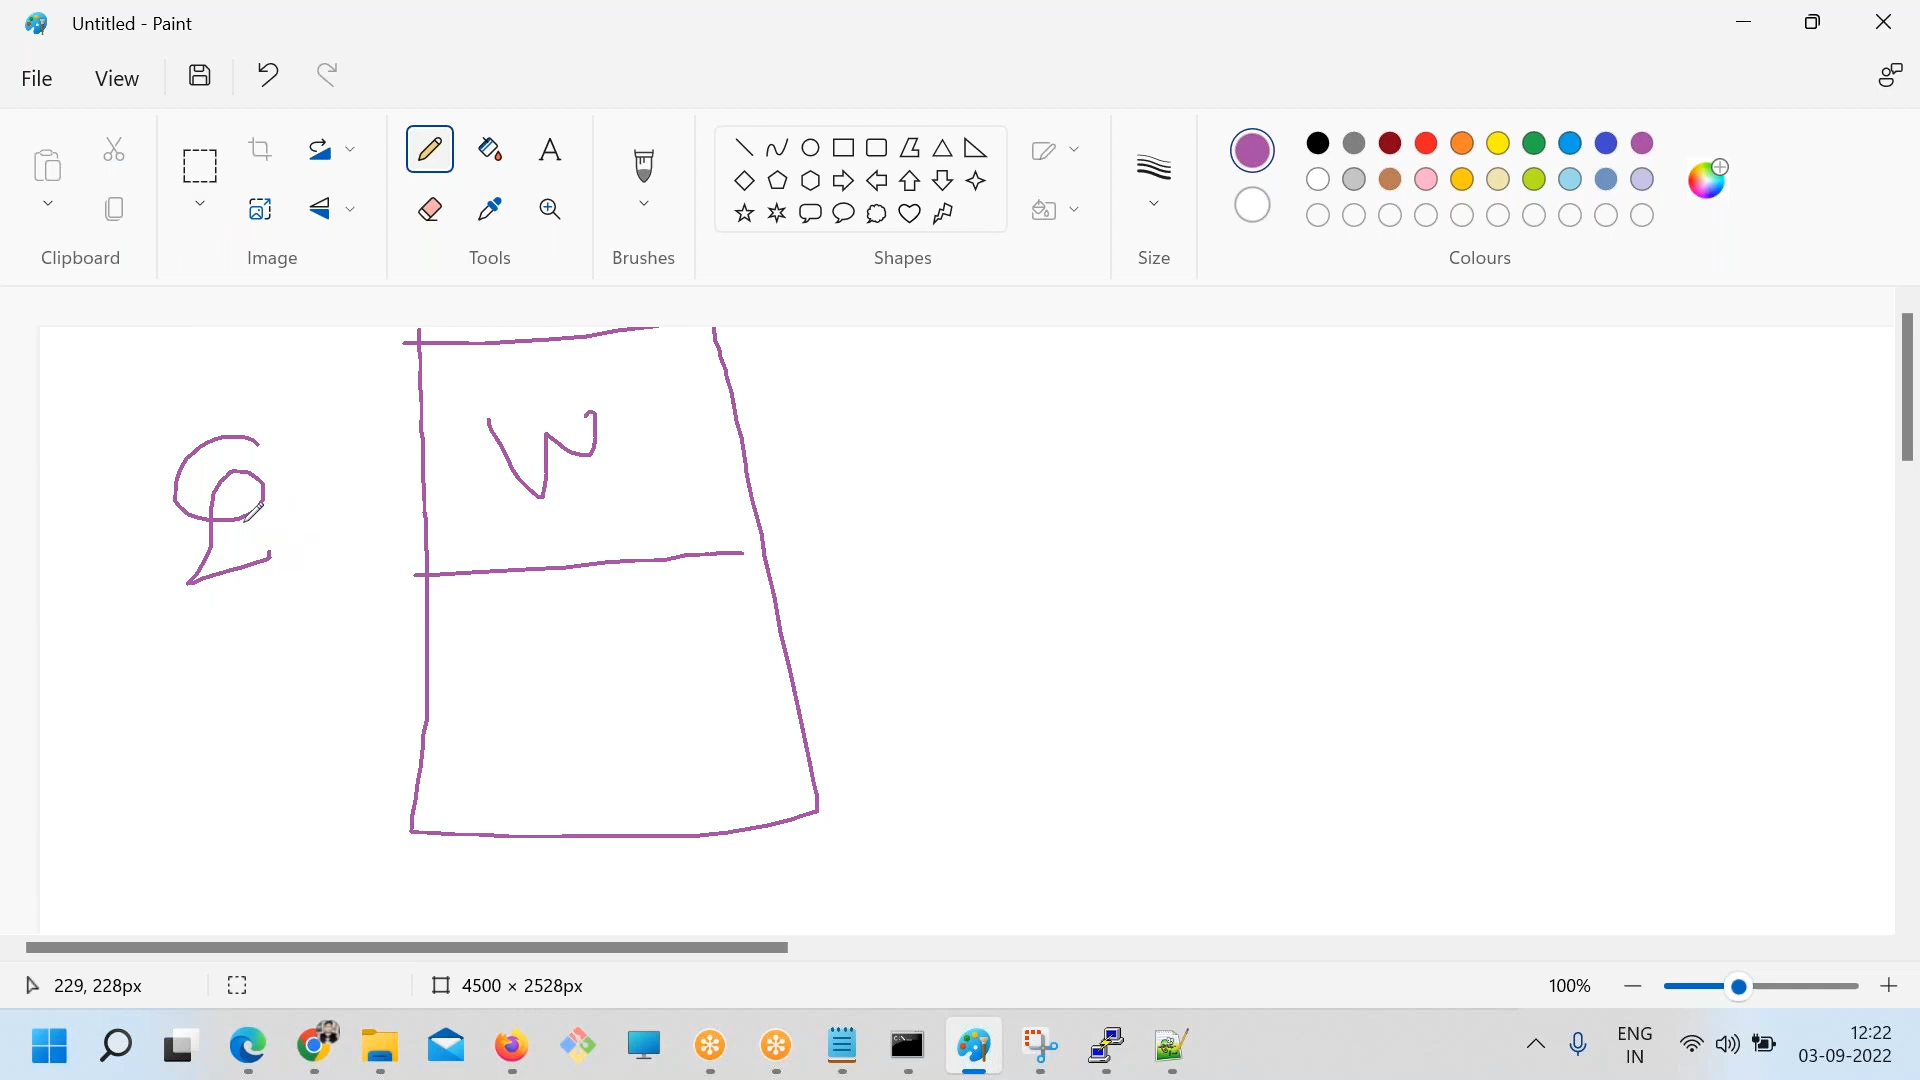 Untitled - Paint
File View
Clipboard Image Tools Brushes Shapes Size Colours
W
229, 228px 4500 × 2528px 100%
ENG
IN
12:22
03-09-2022